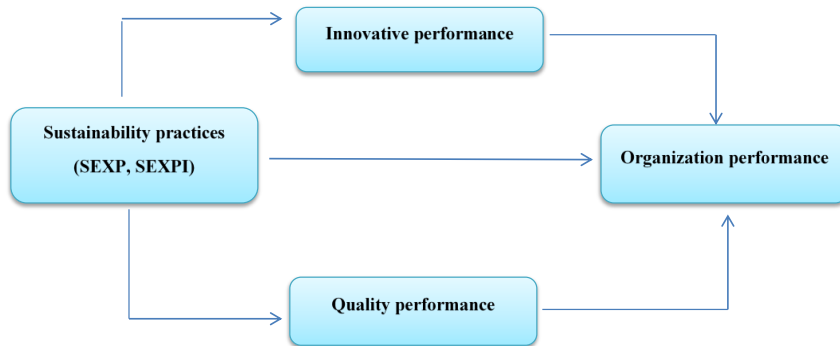 Innovative performance
Sustainability practices
(SEXP, SEXPI)
Organization performance
Quality performance